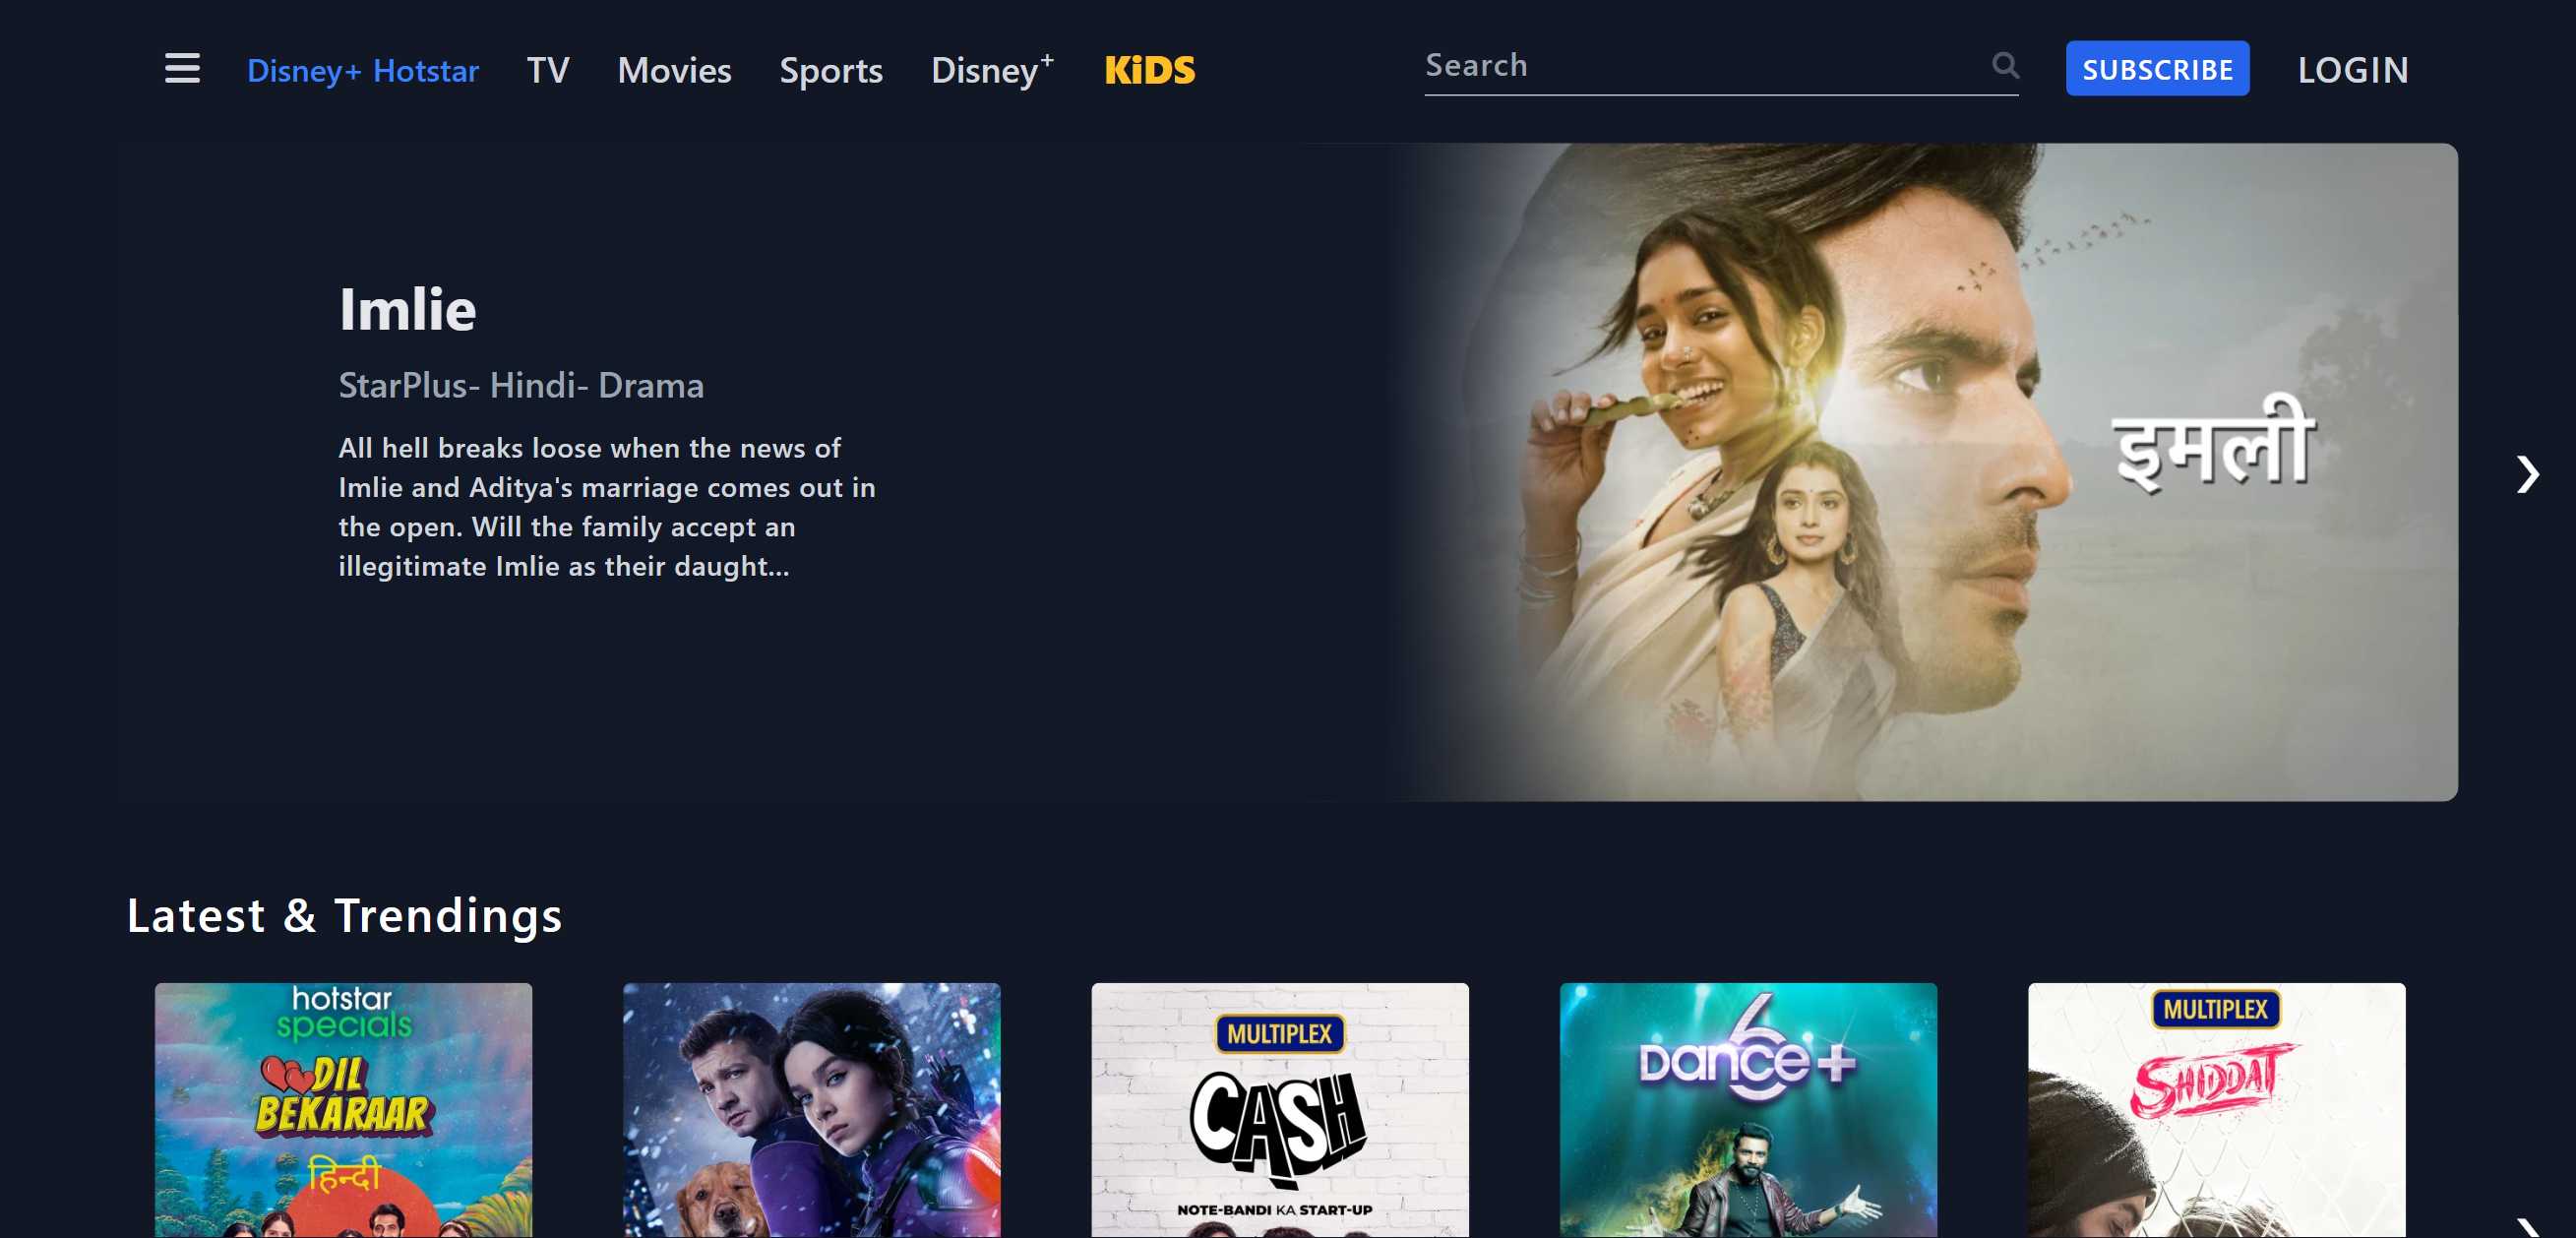 Disney+ Hotstar TV Movies Sports Disney+ KiDS Search SUBSCRIBE LOGIN
Imlie
StarPlus- Hindi- Drama
All hell breaks loose when the news of
Imlie and Aditya's marriage comes out in
the open. Will the family accept an
illegitimate Imlie as their daught...
इमली
Latest & Trendings
hotstar
specials
DIL
BEKARAAR
हिन्दी
MULTIPLEX
CASH
NOTE-BANDI KA START-UP
Dance+
6
MULTIPLEX
SHIDDAT